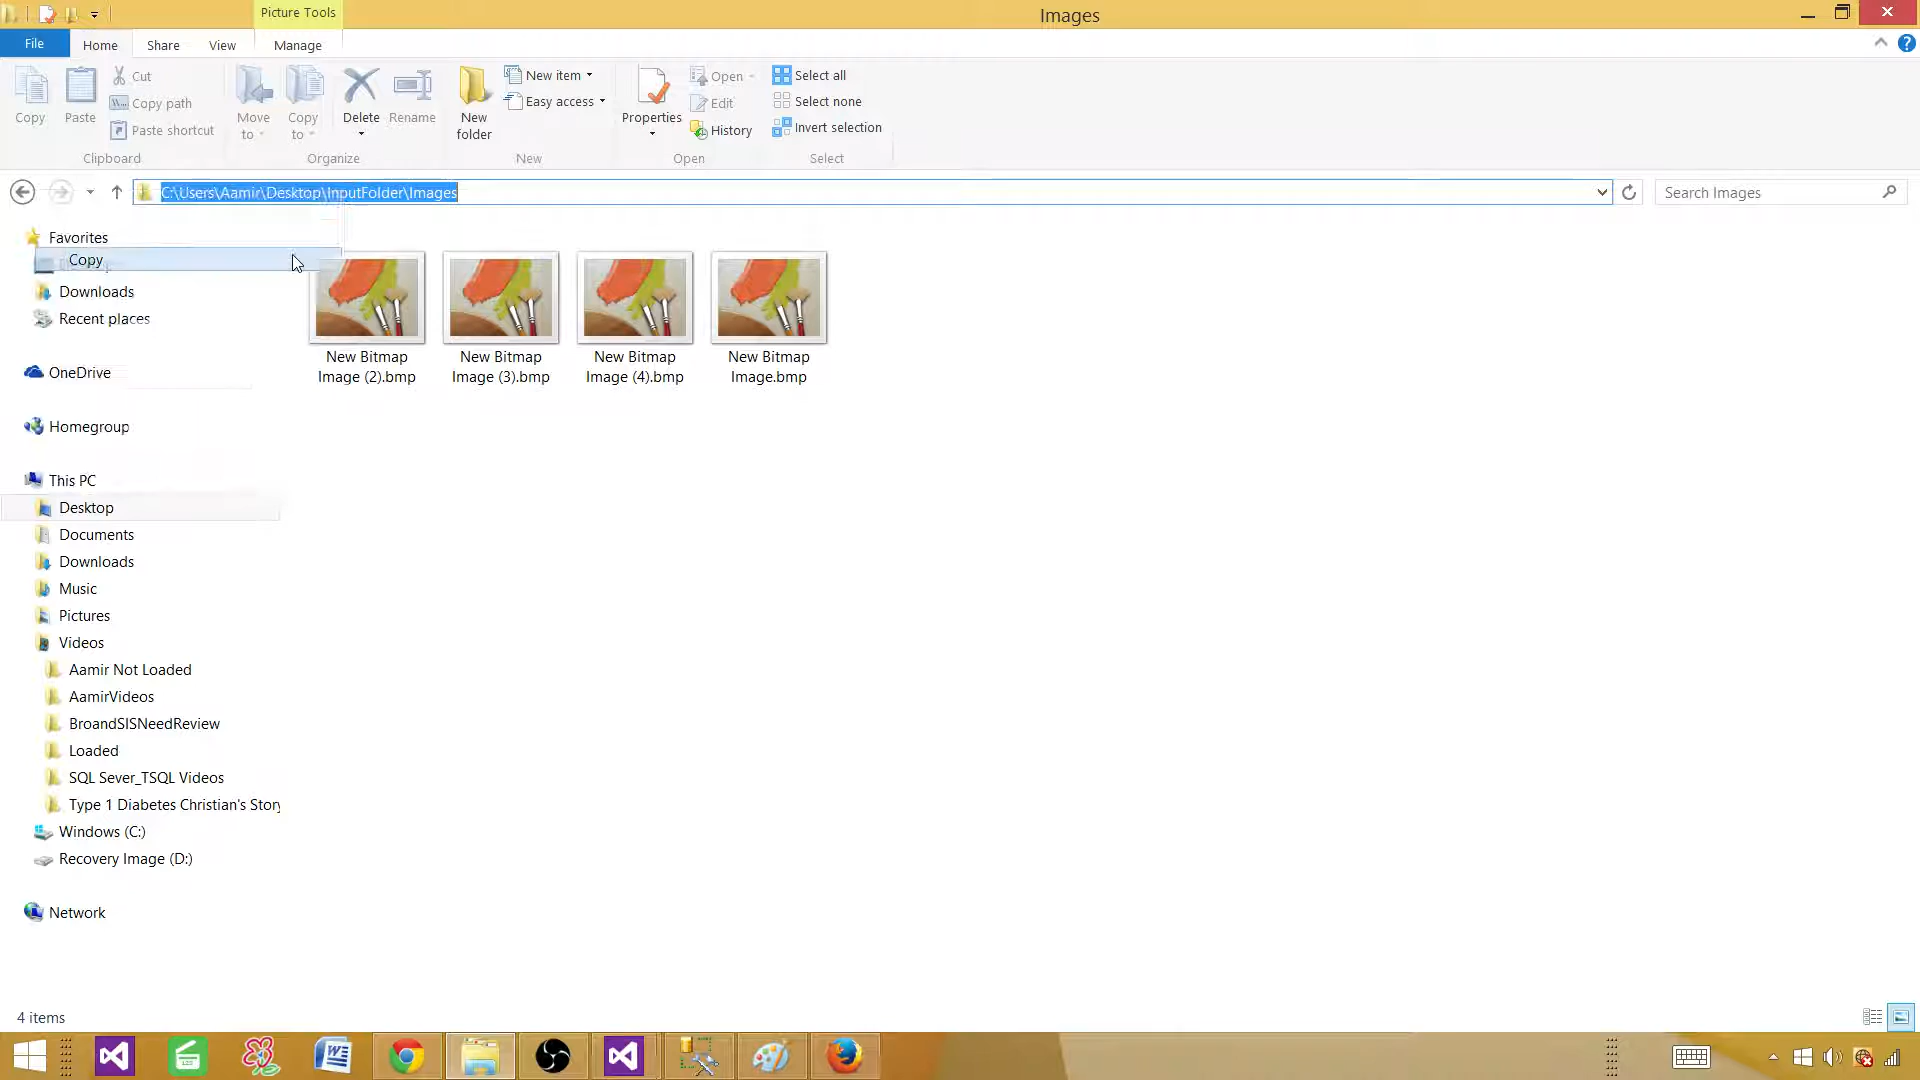 Picture Tools
Images
File
Home
Share
View
Manage
Copy
Paste
Cut
Copy path
Paste shortcut
Clipboard
Move to
Copy to
Delete
Rename
Organize
New folder
New item
Easy access
New
Properties
Open
Edit
History
Open
Select all
Select none
Invert selection
Select
C:\Users\Aamir\Desktop\InputFolder\Images
Search Images
Favorites
Copy
Downloads
Recent places
OneDrive
Homegroup
This PC
Desktop
Documents
Downloads
Music
Pictures
Videos
Aamir Not Loaded
AamirVideos
BroandSISNeedReview
Loaded
SQL Sever_TSQL Videos
Type 1 Diabetes Christian's Story
Windows (C:)
Recovery Image (D:)
Network
New Bitmap
Image (2).bmp
New Bitmap
Image (3).bmp
New Bitmap
Image (4).bmp
New Bitmap
Image.bmp
4 items